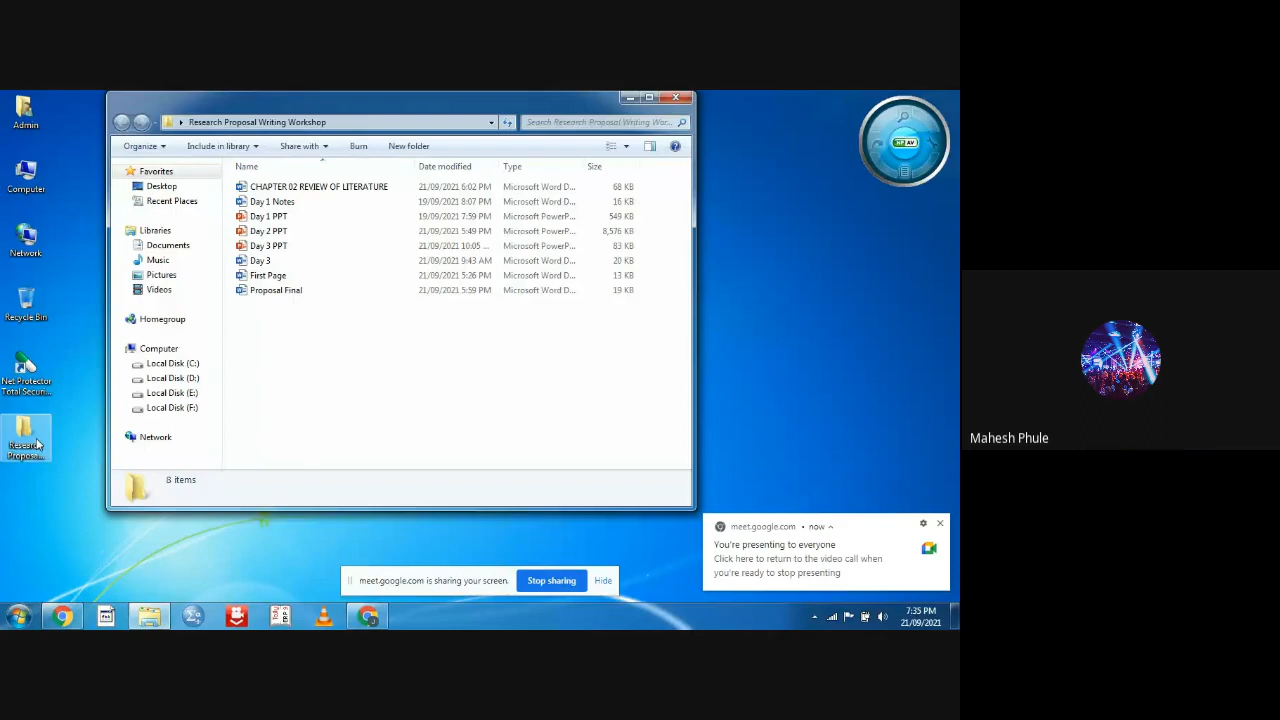 Research Proposal Writing Workshop
Search Research Proposal Writing Wor...
Organize
Include in library
Share with
Burn
New folder
Name
Date modified
Type
Size
CHAPTER 02 REVIEW OF LITERATURE 21/09/2021 6:02 PM Microsoft Word D... 68 KB
Day 1 Notes 19/09/2021 8:07 PM Microsoft Word D... 16 KB
Day 1 PPT 19/09/2021 7:59 PM Microsoft PowerP... 549 KB
Day 2 PPT 21/09/2021 5:49 PM Microsoft PowerP... 8,576 KB
Day 3 PPT 21/09/2021 10:05 ... Microsoft PowerP... 83 KB
Day 3 21/09/2021 9:43 AM Microsoft Word D... 20 KB
First Page 21/09/2021 5:26 PM Microsoft Word D... 13 KB
Proposal Final 21/09/2021 5:59 PM Microsoft Word D... 19 KB
Favorites
Desktop
Recent Places
Libraries
Documents
Music
Pictures
Videos
Homegroup
Computer
Local Disk (C:)
Local Disk (D:)
Local Disk (E:)
Local Disk (F:)
Network
8 items
Admin
Computer
Network
Recycle Bin
Net Protector
Total Securi...
Propos...
meet.google.com • now
You're presenting to everyone
Click here to return to the video call when
you're ready to stop presenting
meet.google.com is sharing your screen.
Stop sharing
Hide
7:35 PM
21/09/2021
Mahesh Phule